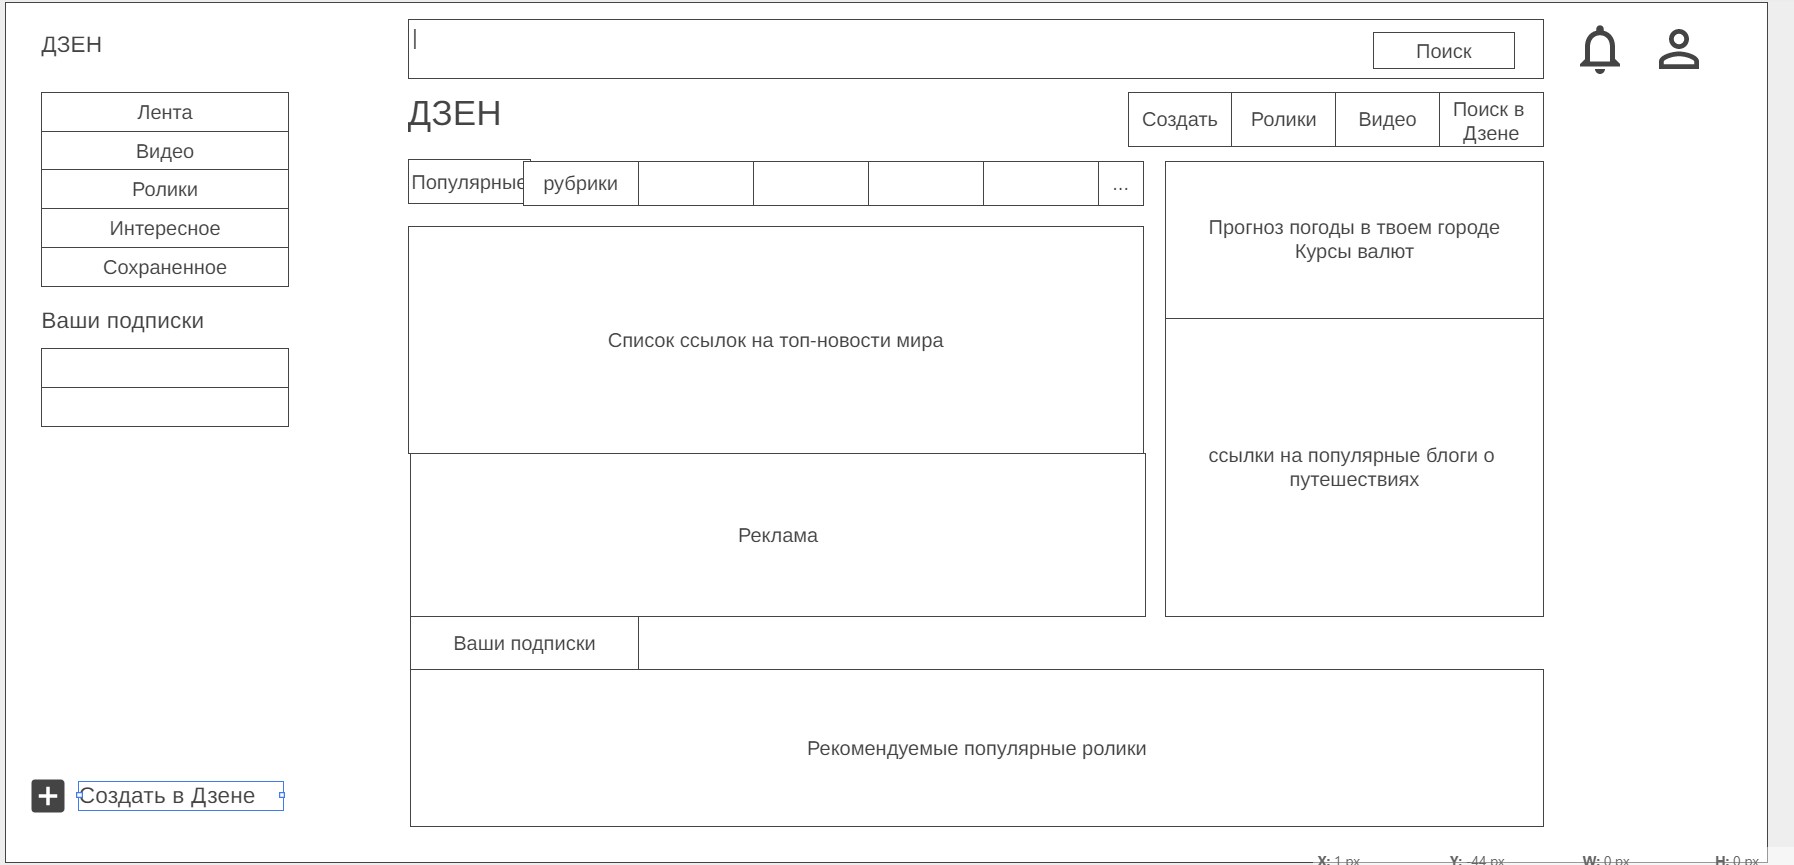 ДЗЕН
Поиск
Лента
Видео
Ролики
Интересное
Сохраненное
Ваши подписки
Создать в Дзене
ДЗЕН
Создать
Ролики
Видео
Поиск в
Дзене
Популярные
рубрики
...
Список ссылок на топ-новости мира
Реклама
Прогноз погоды в твоем городе
Курсы валют
ссылки на популярные блоги о
путешествиях
Ваши подписки
Рекомендуемые популярные ролики
X: 1 px Y: -44 px W: 0 px H: 0 px